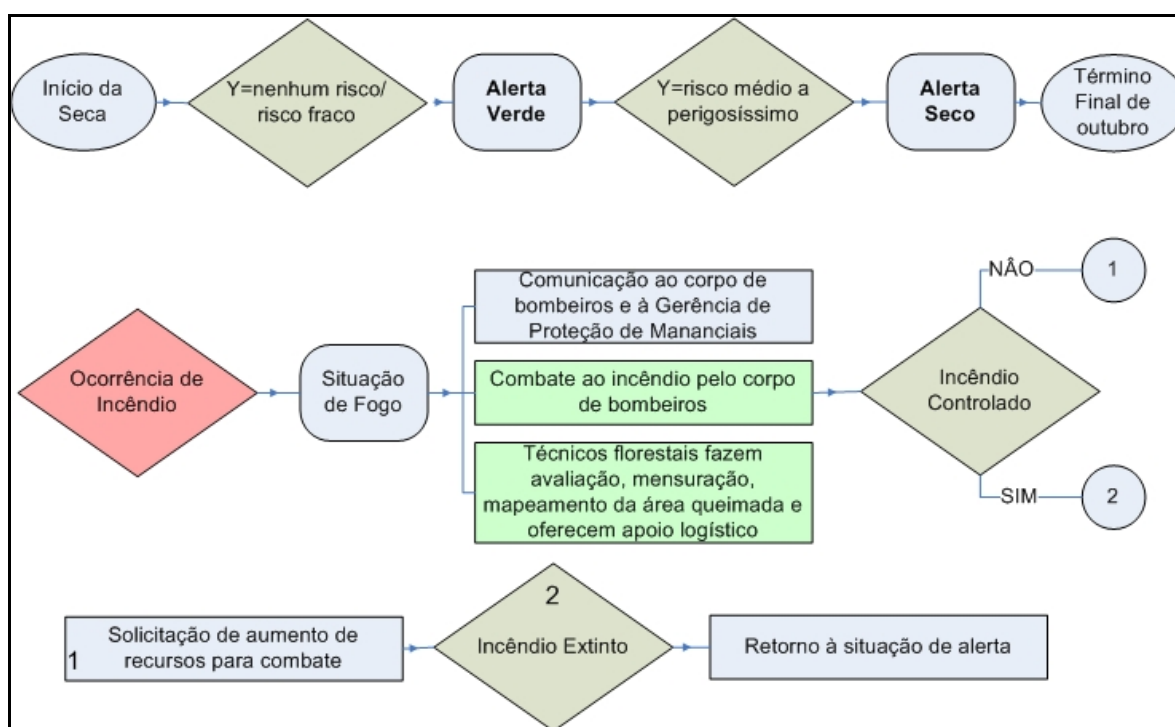 Início da
Seca
Y=nenhum risco/
risco fraco
Alerta
Verde
Y=risco médio a
perigosíssimo
Alerta
Seco
Término
Final de
outubro
Ocorrência de
Incêndio
Situação
de Fogo
Comunicação ao corpo de
bombeiros e à Gerência de
Proteção de Mananciais
Combate ao incêndio pelo corpo
de bombeiros
Técnicos florestais fazem
avaliação, mensuração,
mapeamento da área queimada e
oferecem apoio logístico
Incêndio
Controlado
NÂO
1
SIM
2
1
Solicitação de aumento de
recursos para combate
2
Incêndio Extinto
Retorno à situação de alerta